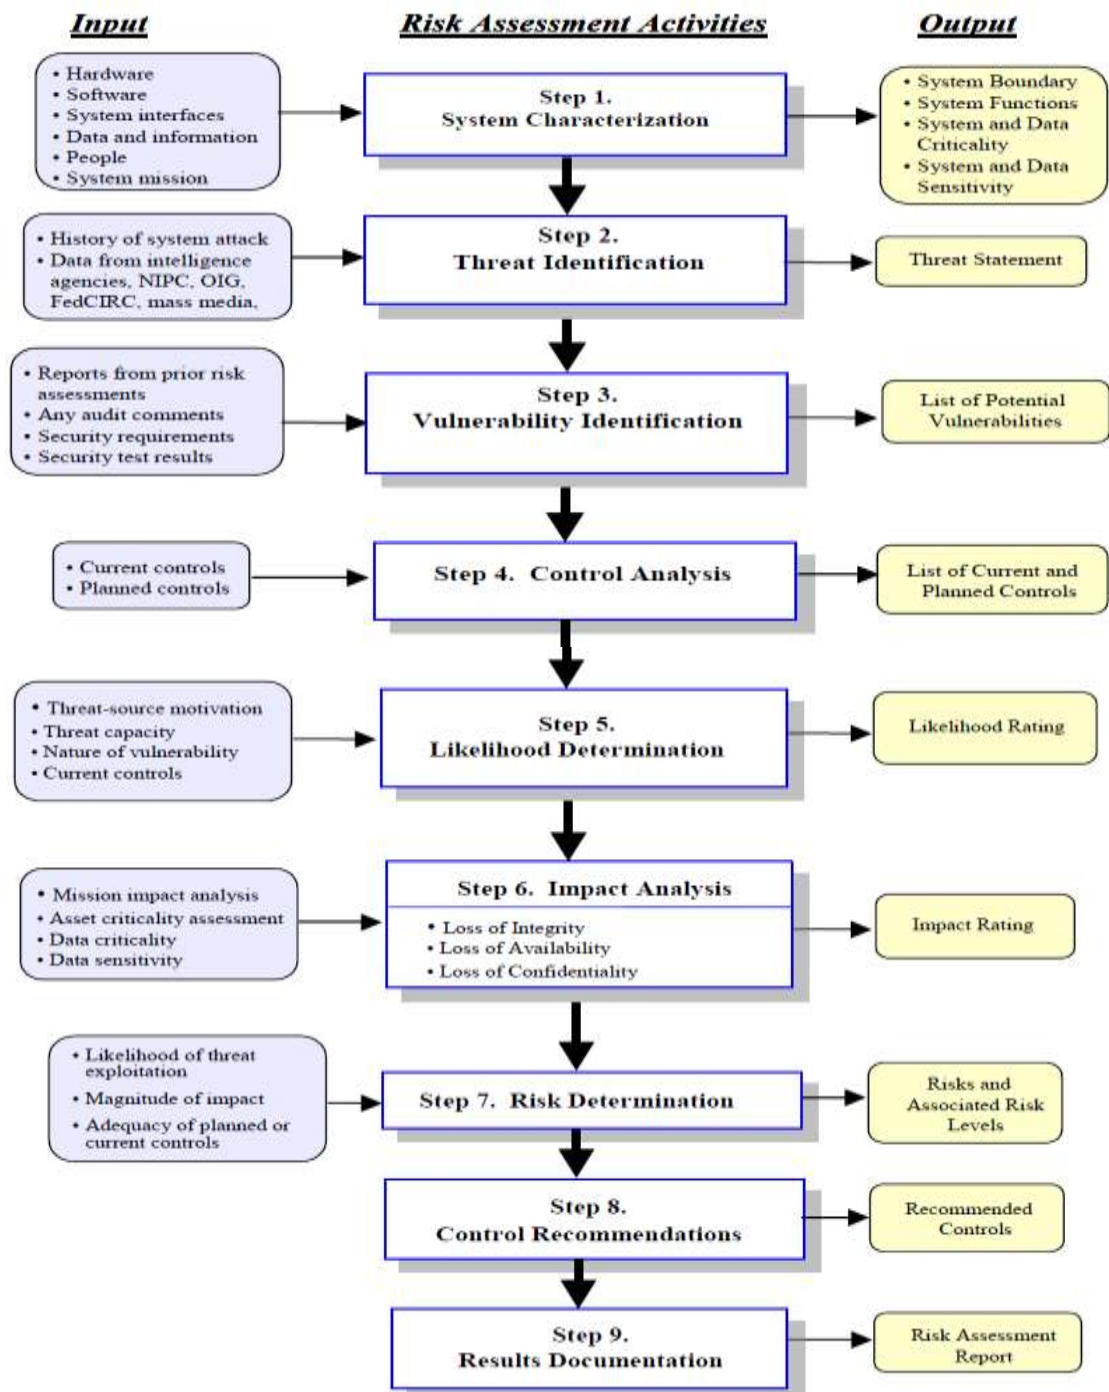 Input
Risk Assessment Activities
Output
• Hardware
• Software
• System interfaces
• Data and information
• People
• System mission
Step 1.
System Characterization
• System Boundary
• System Functions
• System and Data
Criticality
• System and Data
Sensitivity
• History of system attack
• Data from intelligence
agencies, NIPC, OIG,
FedCIRC, mass media,
Step 2.
Threat Identification
Threat Statement
• Reports from prior risk
assessments
• Any audit comments
• Security requirements
• Security test results
Step 3.
Vulnerability Identification
List of Potential
Vulnerabilities
• Current controls
• Planned controls
Step 4. Control Analysis
List of Current and
Planned Controls
• Threat-source motivation
• Threat capacity
• Nature of vulnerability
• Current controls
Step 5.
Likelihood Determination
Likelihood Rating
• Mission impact analysis
• Asset criticality assessment
• Data criticality
• Data sensitivity
Step 6. Impact Analysis
• Loss of Integrity
• Loss of Availability
• Loss of Confidentiality
Impact Rating
• Likelihood of threat
exploitation
• Magnitude of impact
• Adequacy of planned or
current controls
Step 7. Risk Determination
Risks and
Associated Risk
Levels
Step 8.
Control Recommendations
Recommended
Controls
Step 9.
Results Documentation
Risk Assessment
Report